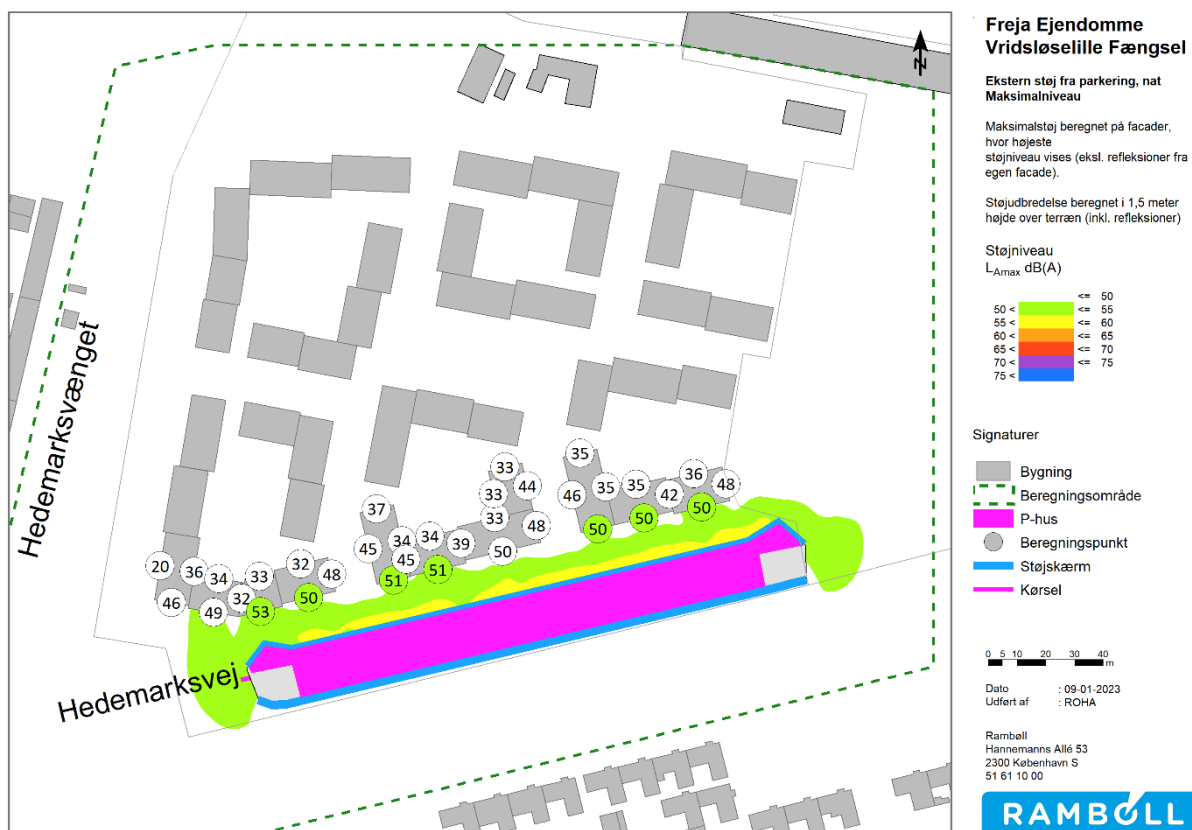 Freja Ejendomme
Vridsløselille Fængsel
Ekstern støj fra parkering, nat
Maksimalniveau
Maksimalstøj beregnet på facader,
hvor højeste
støjniveau vises (eksl. refleksioner fra
egen facade).
Støjudbredelse beregnet i 1,5 meter
højde over terræn (inkl. refleksioner)
Støjniveau
LAmax dB(A)
<= 50
50 < <= 55
55 < <= 60
60 < <= 65
65 < <= 70
70 < <= 75
75 <
Signaturer
Bygning
Beregningsområde
P-hus
Beregningspunkt
Støjskærm
Kørsel
0 5 10 20 30 40
m
Dato : 09-01-2023
Udført af : ROHA
Rambøll
Hannemanns Allé 53
2300 København S
51 61 10 00
RAMBOLL
N
Hedemarksvænget
Hedemarksvej
35
33
36
44
35
35
48
46
33
42
37
50
33
50
48
50
34
34
39
50
45
45
51
51
20
36
34
33
32
48
46
49
32
53
50